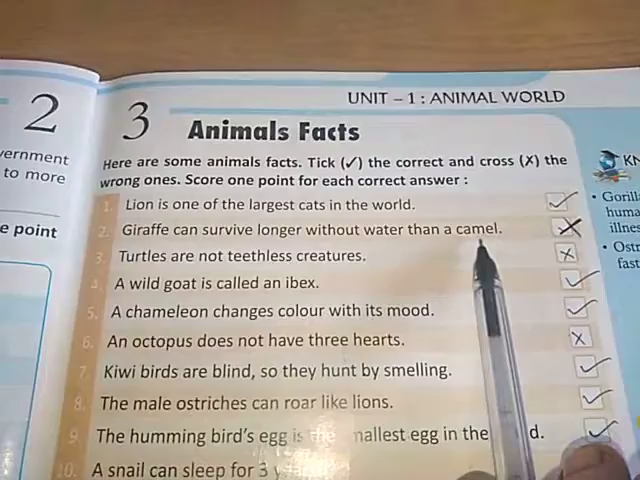 2
vernment
to more
e point
UNIT – 1 : ANIMAL WORLD
3 Animals Facts
Here are some animals facts. Tick (✓) the correct and cross (✗) the
wrong ones. Score one point for each correct answer :
1. Lion is one of the largest cats in the world. ✓
2. Giraffe can survive longer without water than a camel. ✗
3. Turtles are not teethless creatures. ✗
4. A wild goat is called an ibex. ✓
5. A chameleon changes colour with its mood. ✓
6. An octopus does not have three hearts. ✗
7. Kiwi birds are blind, so they hunt by smelling. ✓
8. The male ostriches can roar like lions. ✓
9. The humming bird's egg is the mallest egg in the d. ✓
10. A snail can sleep for 3
KN
• Gorill
huma
illnes
• Ostr
fast